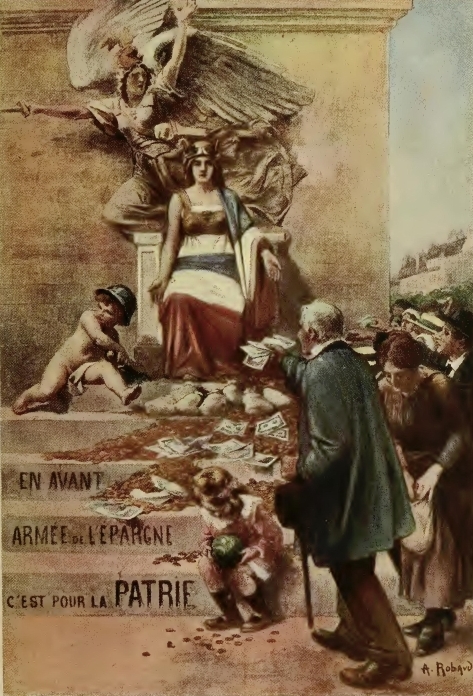 EN AVANT
ARMÉE DE L'ÉPARGNE
C'EST POUR LA PATRIE
A. Robaudi